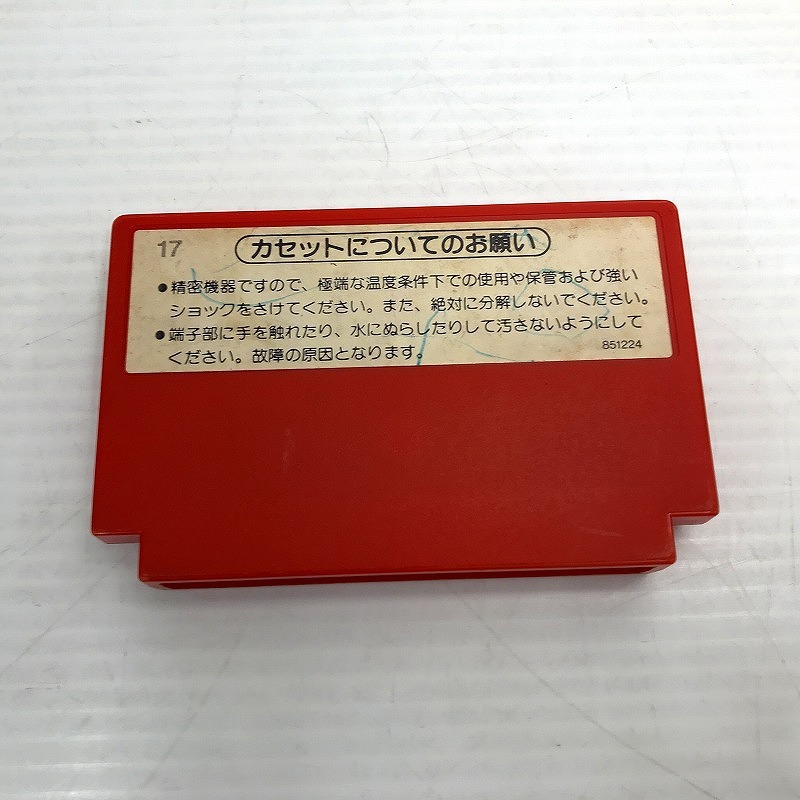 17
カセットについてのお願い
●精密機器ですので、極端な温度条件下での使用や保管および強い
ショックをさけてください。また、絶対に分解しないでください。
●端子部に手を触れたり、水にぬらしたりして汚さないようにして
ください。故障の原因となります。
851224